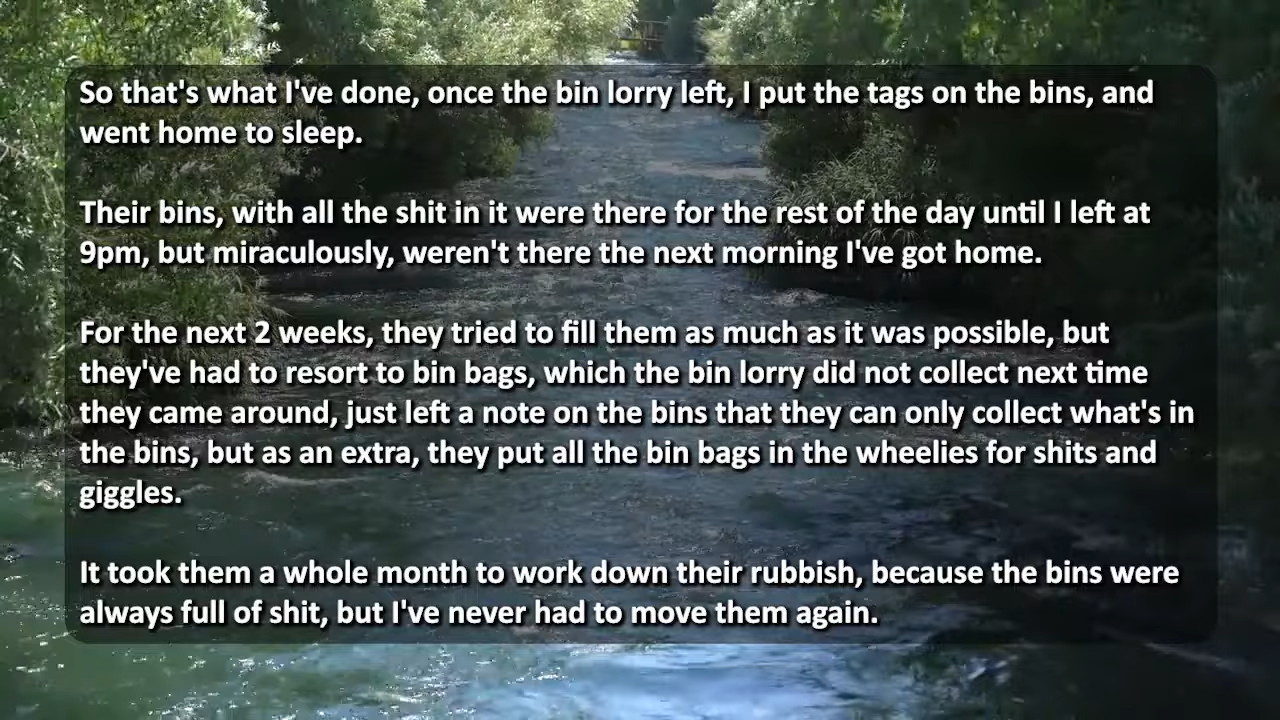 So that's what I've done, once the bin lorry left, I put the tags on the bins, and
went home to sleep.
Their bins, with all the shit in it were there for the rest of the day until I left at
9pm, but miraculously, weren't there the next morning I've got home.
For the next 2 weeks, they tried to fill them as much as it was possible, but
they've had to resort to bin bags, which the bin lorry did not collect next time
they came around, just left a note on the bins that they can only collect what's in
the bins, but as an extra, they put all the bin bags in the wheelies for shits and
giggles.
It took them a whole month to work down their rubbish, because the bins were
always full of shit, but I've never had to move them again.